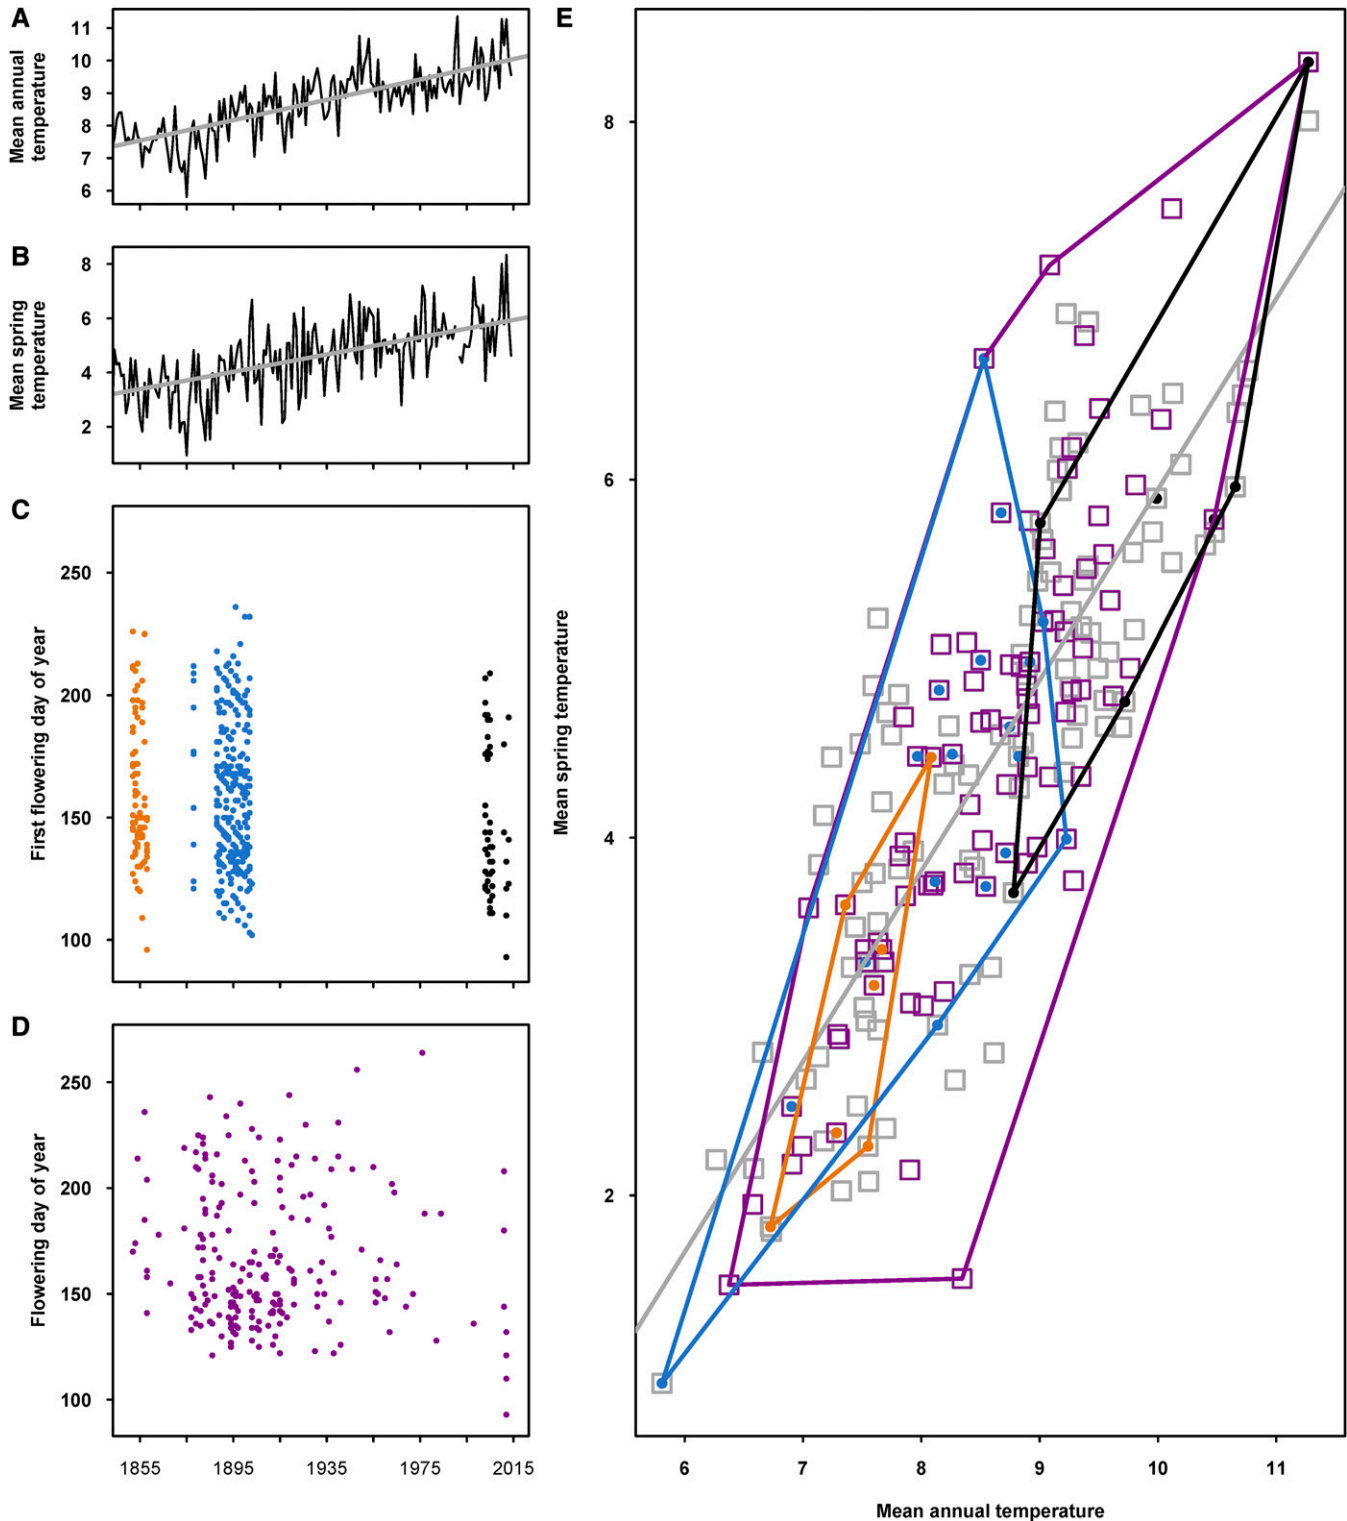 A
Mean annual
temperature
11
10
9
8
7
6
B
Mean spring
temperature
8
6
4
2
C
First flowering day of year
250
200
150
100
D
Flowering day of year
250
200
150
100
1855 1895 1935 1975 2015
E
Mean spring temperature
8
6
4
2
6 7 8 9 10 11
Mean annual temperature